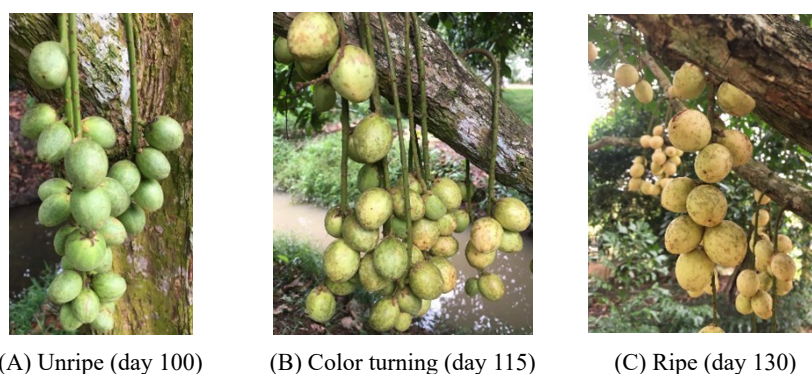 (A) Unripe (day 100)
(B) Color turning (day 115)
(C) Ripe (day 130)